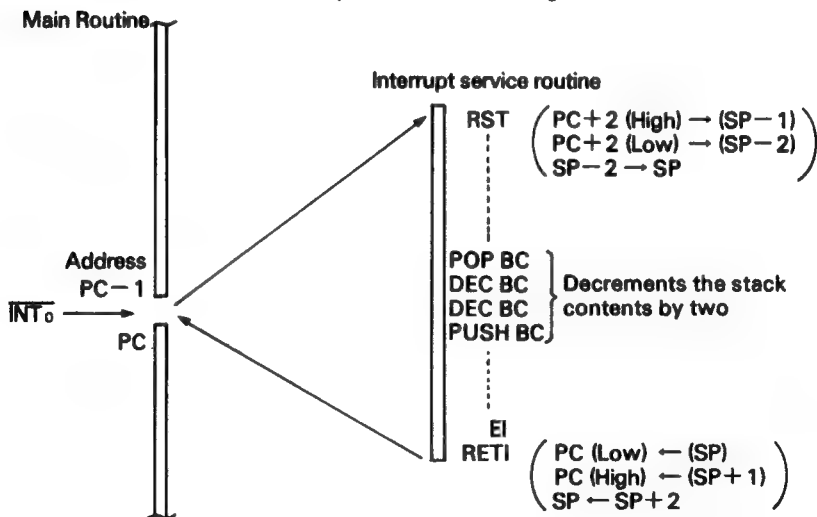 Main Routine
Interrupt service routine
RST
PC+2 (High) → (SP−1)
PC+2 (Low) → (SP−2)
SP−2 → SP
Address
PC−1
INT₀
PC
POP BC
DEC BC
DEC BC
PUSH BC
Decrements the stack
contents by two
EI
RETI
PC (Low) ← (SP)
PC (High) ← (SP+1)
SP ← SP+2